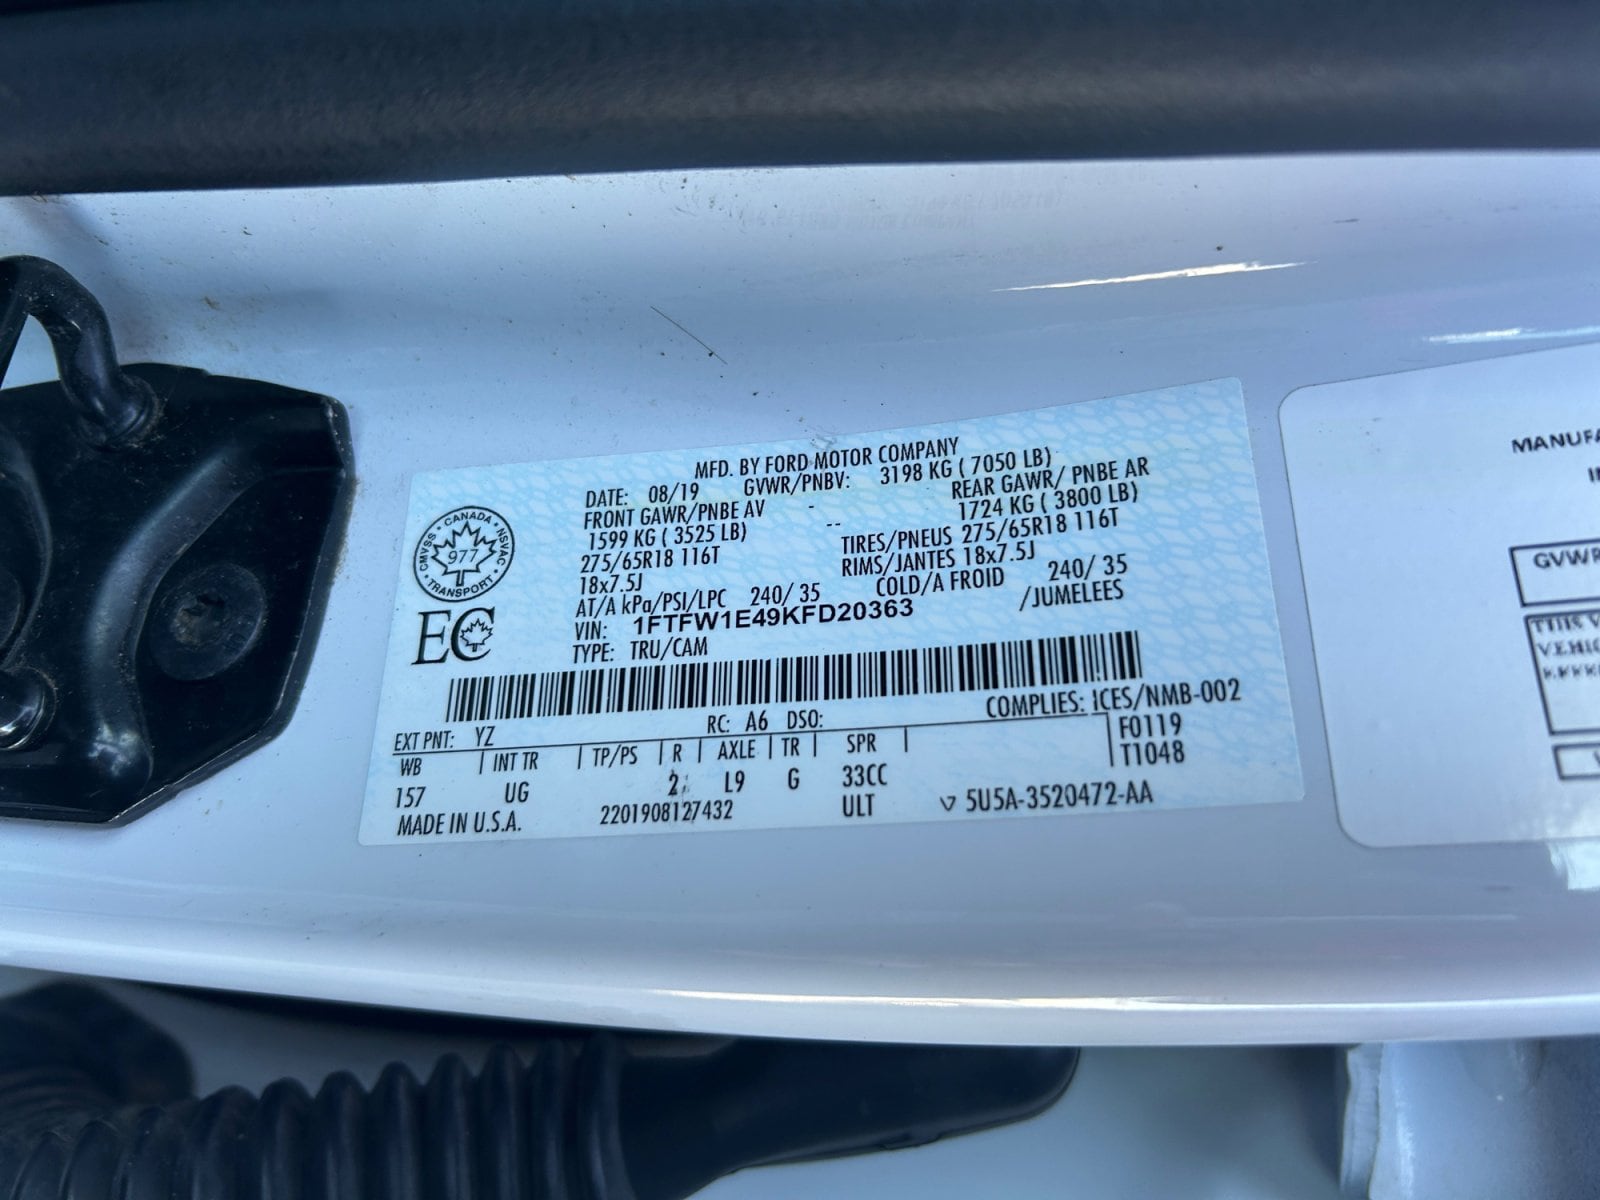 MFD. BY FORD MOTOR COMPANY
DATE: 08/19 GVWR/PNBV: 3198 KG ( 7050 LB)
FRONT GAWR/PNBE AV - REAR GAWR/ PNBE AR
1599 KG ( 3525 LB) -- 1724 KG ( 3800 LB)
275/65R18 116T TIRES/PNEUS 275/65R18 116T
18x7.5J RIMS/JANTES 18x7.5J
AT/A kPa/PSI/LPC 240/ 35 COLD/A FROID 240/ 35
VIN: 1FTFW1E49KFD20363 /JUMELEES
TYPE: TRU/CAM
CANADA
CMVSS 977 NSVAC
TRANSPORT
EC
COMPLIES: ICES/NMB-002
EXT PNT: YZ RC: A6 DSO: F0119
WB INT TR TP/PS R AXLE TR SPR T1048
157 UG 2 L9 G 33CC
MADE IN U.S.A. 2201908127432 ULT 5U5A-3520472-AA
MANUFA
GVWR
THIS V
VEHIC